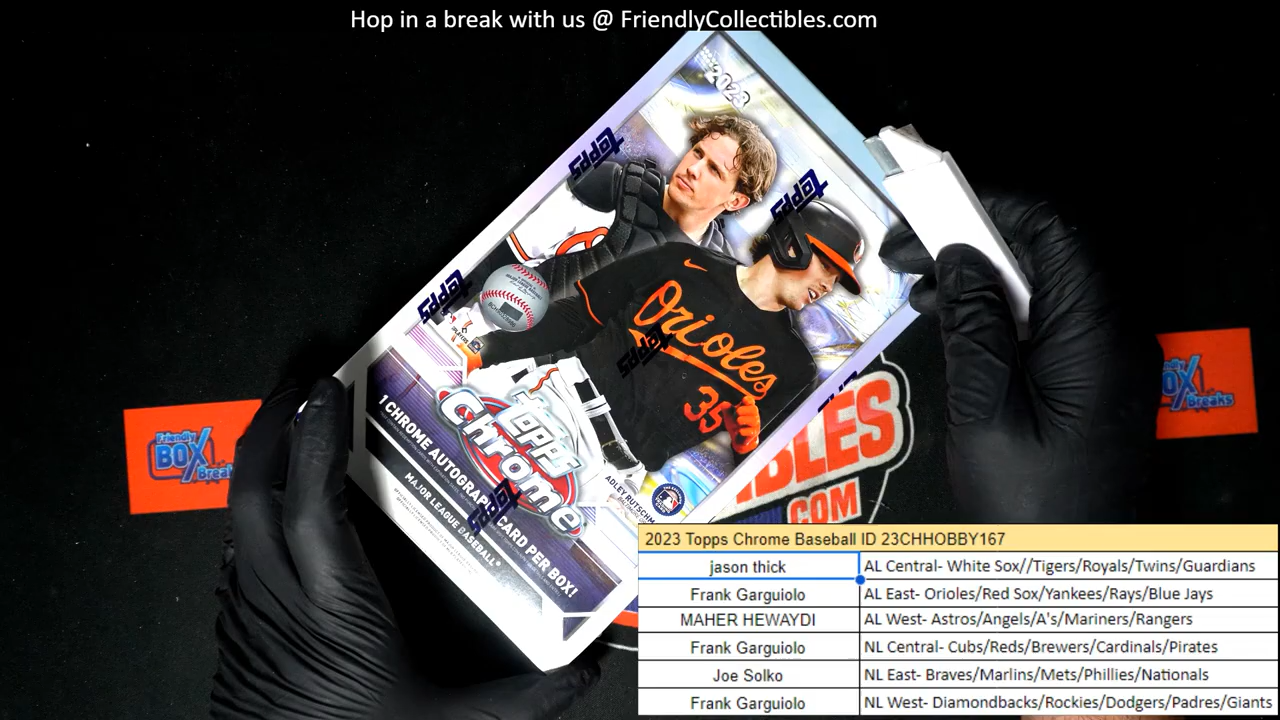 Hop in a break with us @ FriendlyCollectibles.com
2023
topps
topps
topps
Orioles
35
topps
TOPPS
Chrome
1 CHROME AUTOGRAPH CARD PER BOX!
topps
MAJOR LEAGUE BASEBALL®
ADLEY RUTSCHM
Friendly
BOX
Break
BOX
Breaks
BLES
COM
2023 Topps Chrome Baseball ID 23CHHOBBY167
jason thick AL Central- White Sox//Tigers/Royals/Twins/Guardians
Frank Garguiolo AL East- Orioles/Red Sox/Yankees/Rays/Blue Jays
MAHER HEWAYDI AL West- Astros/Angels/A's/Mariners/Rangers
Frank Garguiolo NL Central- Cubs/Reds/Brewers/Cardinals/Pirates
Joe Solko NL East- Braves/Marlins/Mets/Phillies/Nationals
Frank Garguiolo NL West- Diamondbacks/Rockies/Dodgers/Padres/Giants